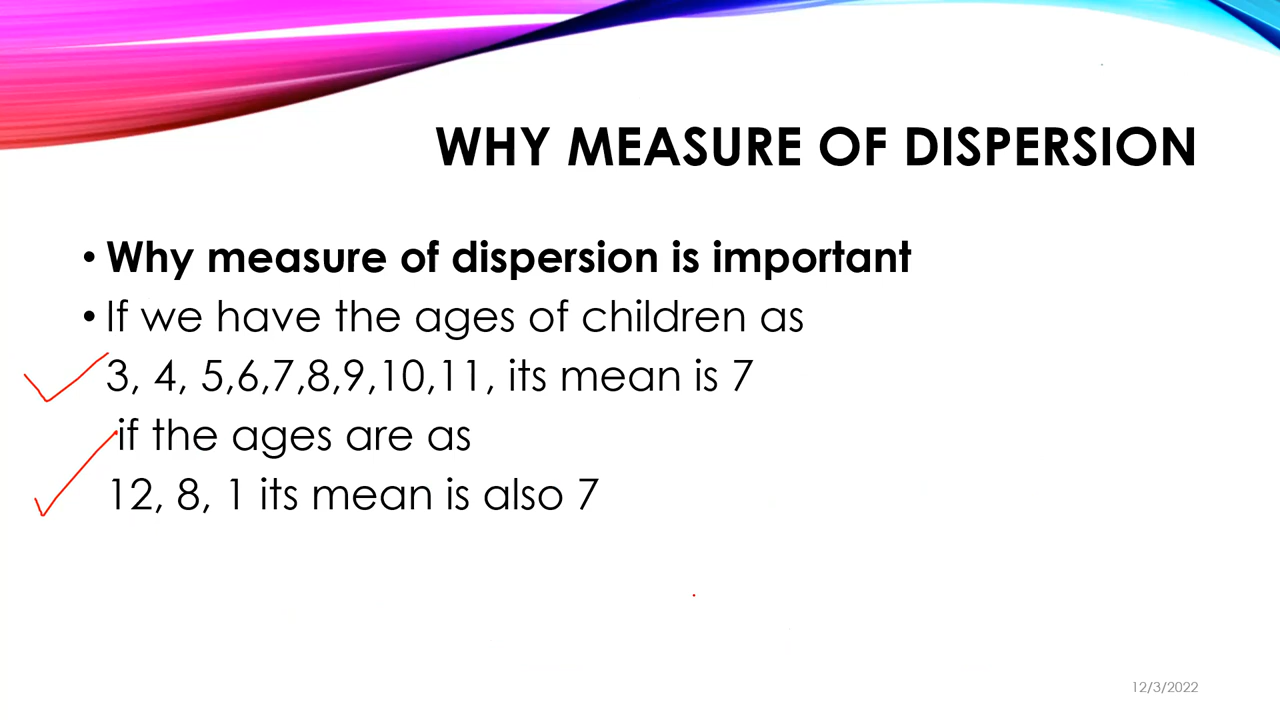 WHY MEASURE OF DISPERSION
• Why measure of dispersion is important
• If we have the ages of children as
3, 4, 5,6,7,8,9,10,11, its mean is 7
if the ages are as
12, 8, 1 its mean is also 7
12/3/2022